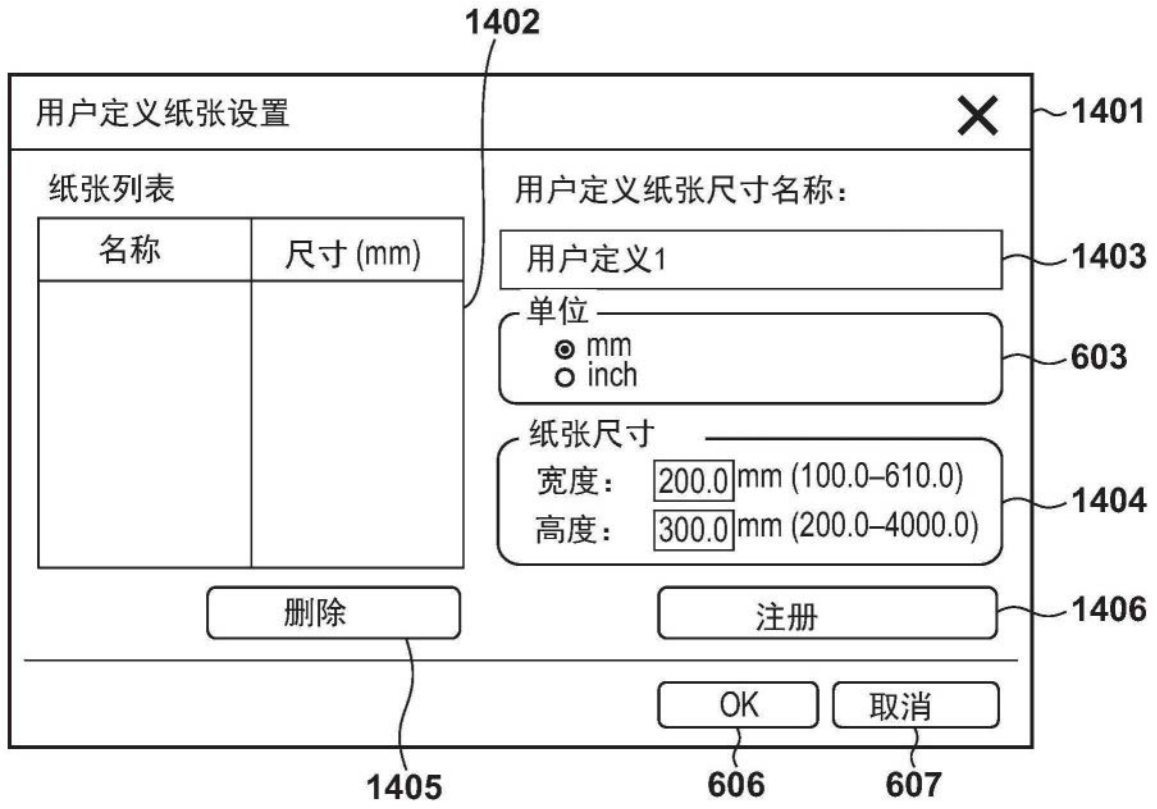 1402
用户定义纸张设置
1401
纸张列表
用户定义纸张尺寸名称：
名称 尺寸 (mm)
用户定义1
1403
单位
mm
inch
603
纸张尺寸
宽度： 200.0 mm (100.0–610.0)
高度： 300.0 mm (200.0–4000.0)
1404
删除
注册
1406
OK
取消
1405
606
607